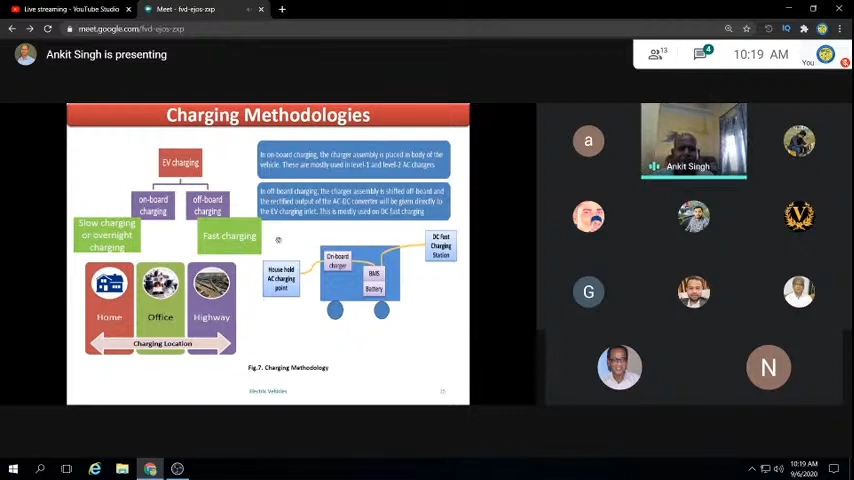 Live streaming - YouTube Studio
Meet - fvd-ejos-zxp
meet.google.com/fvd-ejos-zxp
Ankit Singh is presenting
13
4
10:19 AM
You
Charging Methodologies
EV charging
on-board
charging
off-board
charging
Slow charging
or overnight
charging
Fast charging
In on-board charging, the charger assembly is placed in body of the
vehicle. These are mostly used in level-1 and level-2 AC chargers
In off-board charging, the charger assembly is shifted off-board and
the rectified output of the AC-DC converter will be given directly to
the EV charging inlet. This is mostly used on DC fast charging
House hold
AC charging
point
On-board
charger
BMS
Battery
DC Fast
Charging
Station
Home
Office
Highway
Charging Location
Fig.7. Charging Methodology
Electric Vehicles
15
a
Ankit Singh
V
G
N
IQ
10:19 AM
9/6/2020